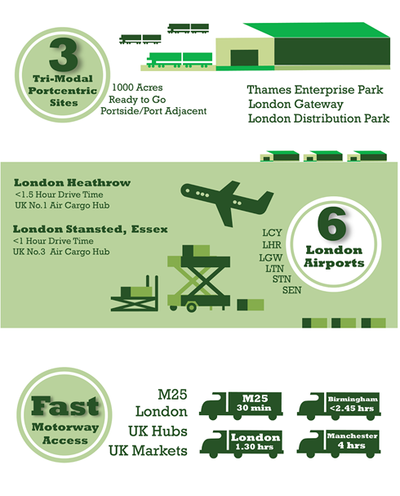 3
Tri-Modal
Portcentric
Sites
1000 Acres
Ready to Go
Portside/Port Adjacent
Thames Enterprise Park
London Gateway
London Distribution Park
London Heathrow
<1.5 Hour Drive Time
UK No.1 Air Cargo Hub
London Stansted, Essex
<1 Hour Drive Time
UK No.3 Air Cargo Hub
LCY
LHR
LGW
LTN
STN
SEN
6
London
Airports
Fast
Motorway
Access
M25
London
UK Hubs
UK Markets
M25
30 min
Birmingham
<2.45 hrs
London
1.30 hrs
Manchester
4 hrs